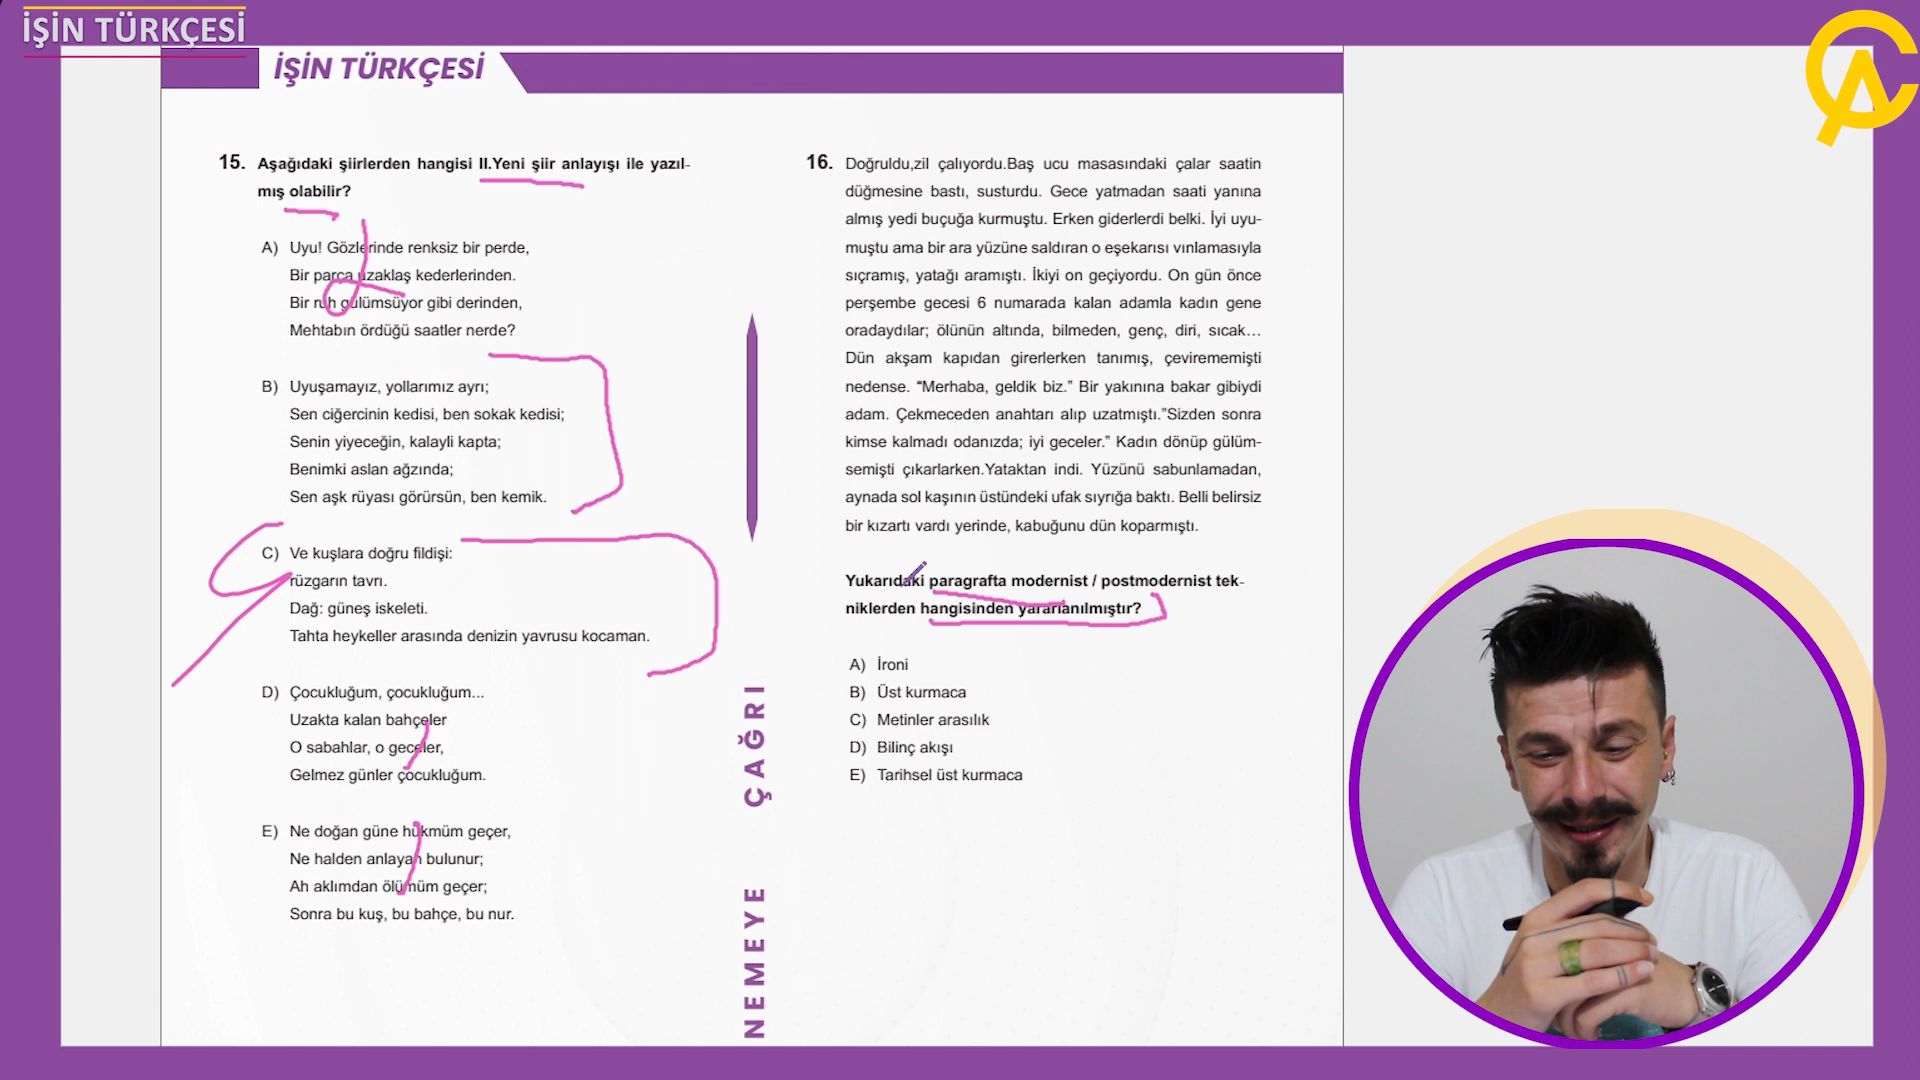 İŞİN TÜRKÇESİ
İŞİN TÜRKÇESİ
15. Aşağıdaki şiirlerden hangisi II.Yeni şiir anlayışı ile yazıl-
mış olabilir?
A) Uyu! Gözlerinde renksiz bir perde,
Bir parça uzaklaş kederlerinden.
Bir ruh gulümsüyor gibi derinden,
Mehtabın ördüğü saatler nerde?
B) Uyuşamayız, yollarımız ayrı;
Sen ciğercinin kedisi, ben sokak kedisi;
Senin yiyeceğin, kalayli kapta;
Benimki aslan ağzında;
Sen aşk rüyası görürsün, ben kemik.
C) Ve kuşlara doğru fildişi:
rüzgarın tavrı.
Dağ: güneş iskeleti.
Tahta heykeller arasında denizin yavrusu kocaman.
D) Çocukluğum, çocukluğum...
Uzakta kalan bahçeler
O sabahlar, o geceler,
Gelmez günler çocukluğum.
E) Ne doğan güne hükmüm geçer,
Ne halden anlayan bulunur;
Ah aklımdan ölümüm geçer;
Sonra bu kuş, bu bahçe, bu nur.
NEMEYE ÇAĞRI
16. Doğruldu,zil çalıyordu.Baş ucu masasındaki çalar saatin
düğmesine bastı, susturdu. Gece yatmadan saati yanına
almış yedi buçuğa kurmuştu. Erken giderlerdi belki. İyi uyu-
muştu ama bir ara yüzüne saldıran o eşekarısı vınlamasıyla
sıçramış, yatağı aramıştı. İkiyi on geçiyordu. On gün önce
perşembe gecesi 6 numarada kalan adamla kadın gene
oradaydılar; ölünün altında, bilmeden, genç, diri, sıcak...
Dün akşam kapıdan girerlerken tanımış, çevirememişti
nedense. “Merhaba, geldik biz.” Bir yakınına bakar gibiydi
adam. Çekmeceden anahtarı alıp uzatmıştı.”Sizden sonra
kimse kalmadı odanızda; iyi geceler.” Kadın dönüp gülüm-
semişti çıkarlarken.Yataktan indi. Yüzünü sabunlamadan,
aynada sol kaşının üstündeki ufak sıyrığa baktı. Belli belirsiz
bir kızartı vardı yerinde, kabuğunu dün koparmıştı.
Yukarıdaki paragrafta modernist / postmodernist tek-
niklerden hangisinden yararlanılmıştır?
A) İroni
B) Üst kurmaca
C) Metinler arasılık
D) Bilinç akışı
E) Tarihsel üst kurmaca